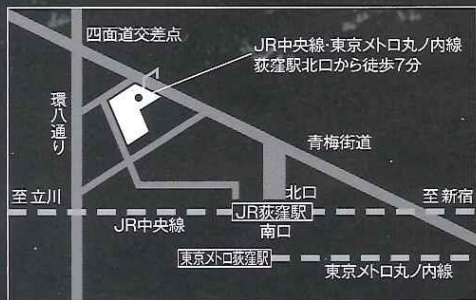 四面道交差点
JR中央線・東京メトロ丸ノ内線
荻窪駅北口から徒歩7分
環八通り
青梅街道
至立川
北口
至新宿
JR荻窪駅
JR中央線
南口
東京メトロ荻窪駅
東京メトロ丸ノ内線